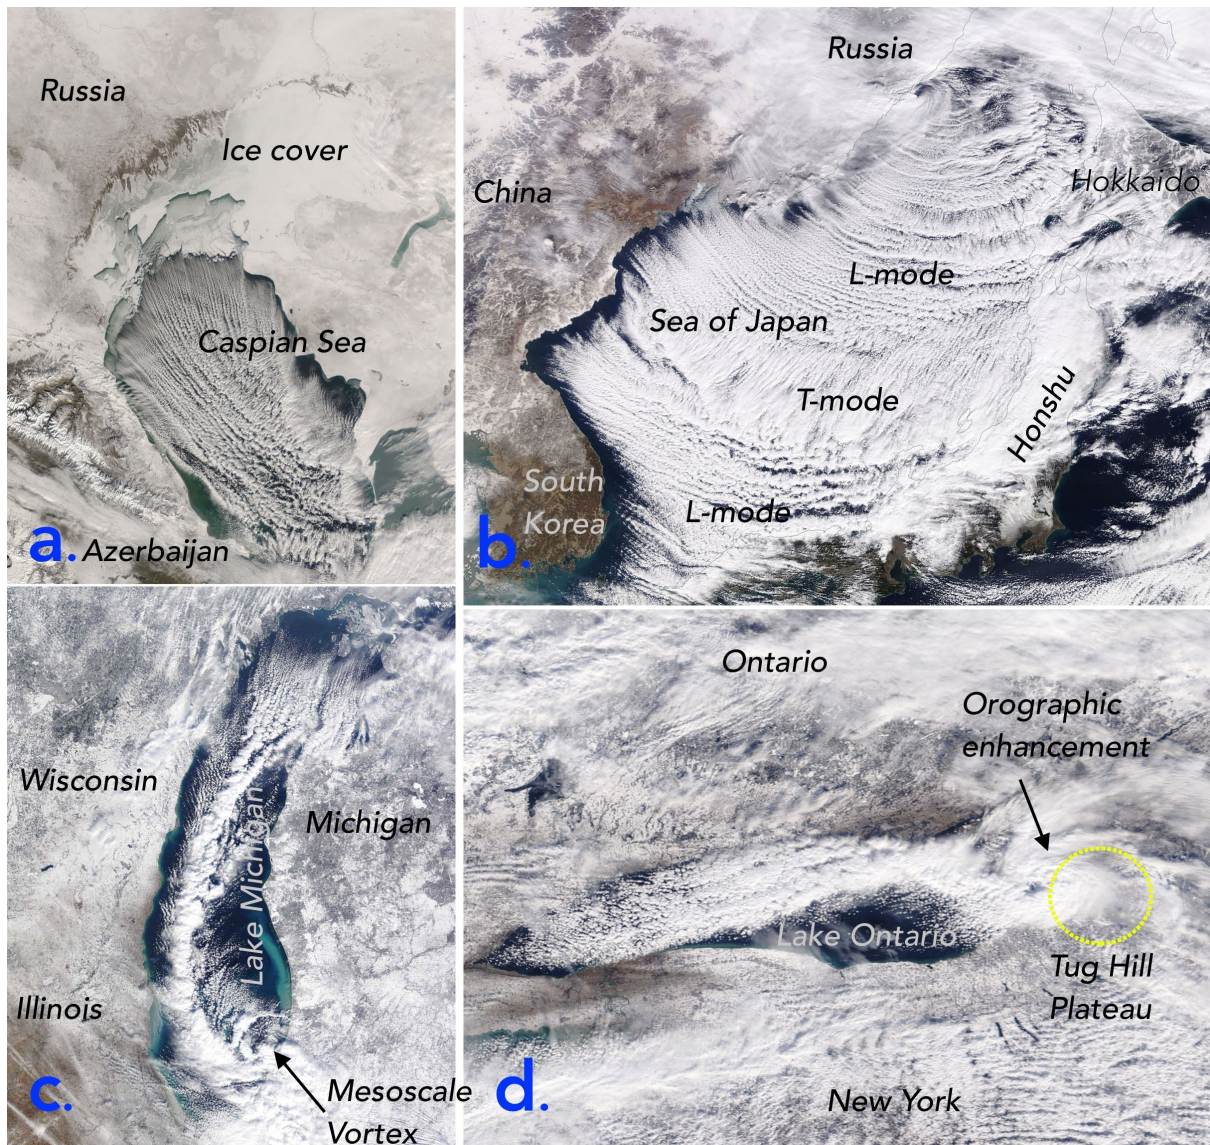 Russia
Ice cover
Caspian Sea
a.
Azerbaijan
Russia
China
Hokkaido
L-mode
Sea of Japan
T-mode
Honshu
South
Korea
L-mode
b.
Wisconsin
Michigan
Lake Michigan
Illinois
c.
Mesoscale
Vortex
Ontario
Orographic
enhancement
Lake Ontario
Tug Hill
Plateau
d.
New York